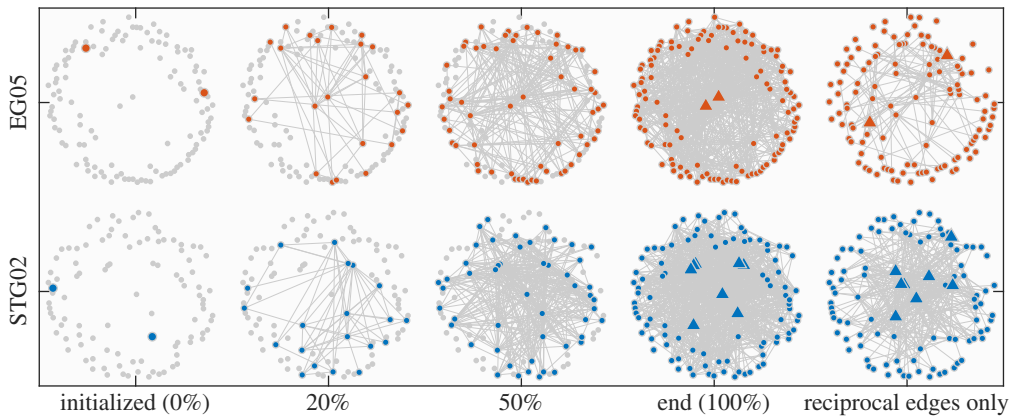 EG05
STG02
initialized (0%)
20%
50%
end (100%)
reciprocal edges only